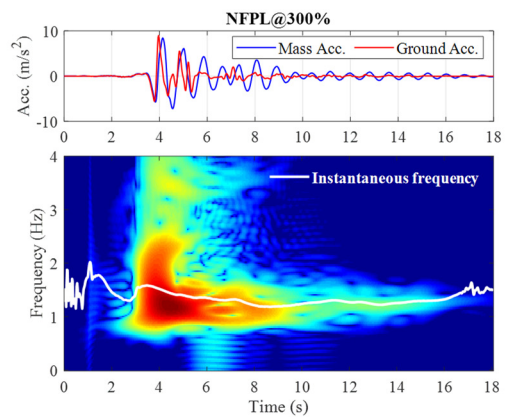 NFPL@300%
Acc. (m/s²)
10
0
-10
Mass Acc.
Ground Acc.
0 2 4 6 8 10 12 14 16 18
Frequency (Hz)
4
3
2
1
0
Instantaneous frequency
0 2 4 6 8 10 12 14 16 18
Time (s)